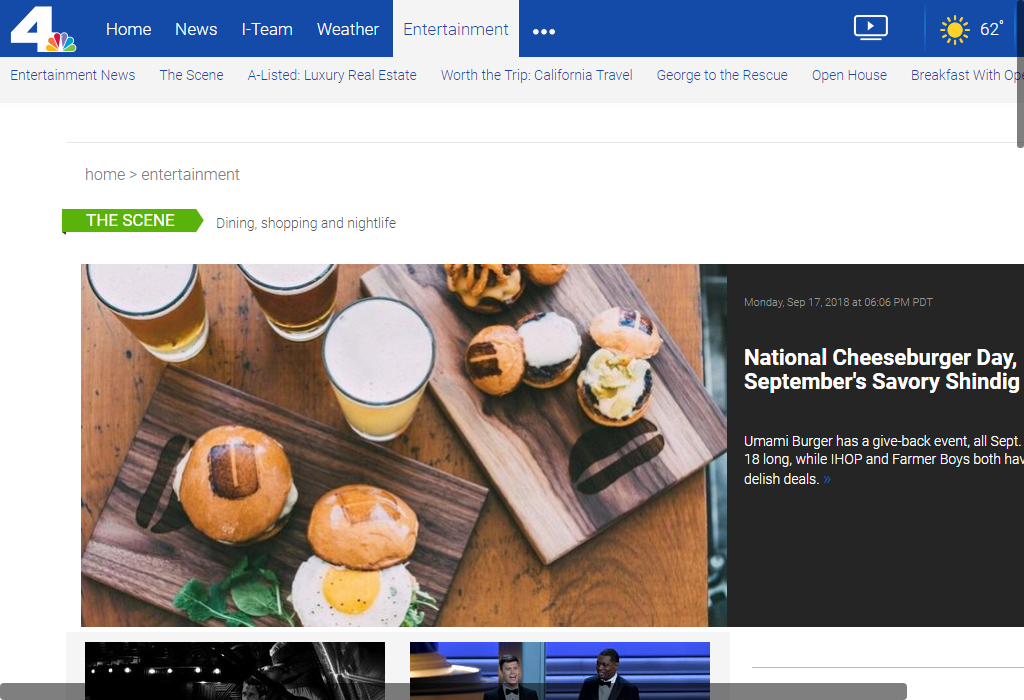 4 Home News I-Team Weather Entertainment 62°
Entertainment News The Scene A-Listed: Luxury Real Estate Worth the Trip: California Travel George to the Rescue Open House Breakfast With Ope
home > entertainment
THE SCENE Dining, shopping and nightlife
Monday, Sep 17, 2018 at 06:06 PM PDT
National Cheeseburger Day,
September's Savory Shindig
Umami Burger has a give-back event, all Sept.
18 long, while IHOP and Farmer Boys both hav
delish deals. »